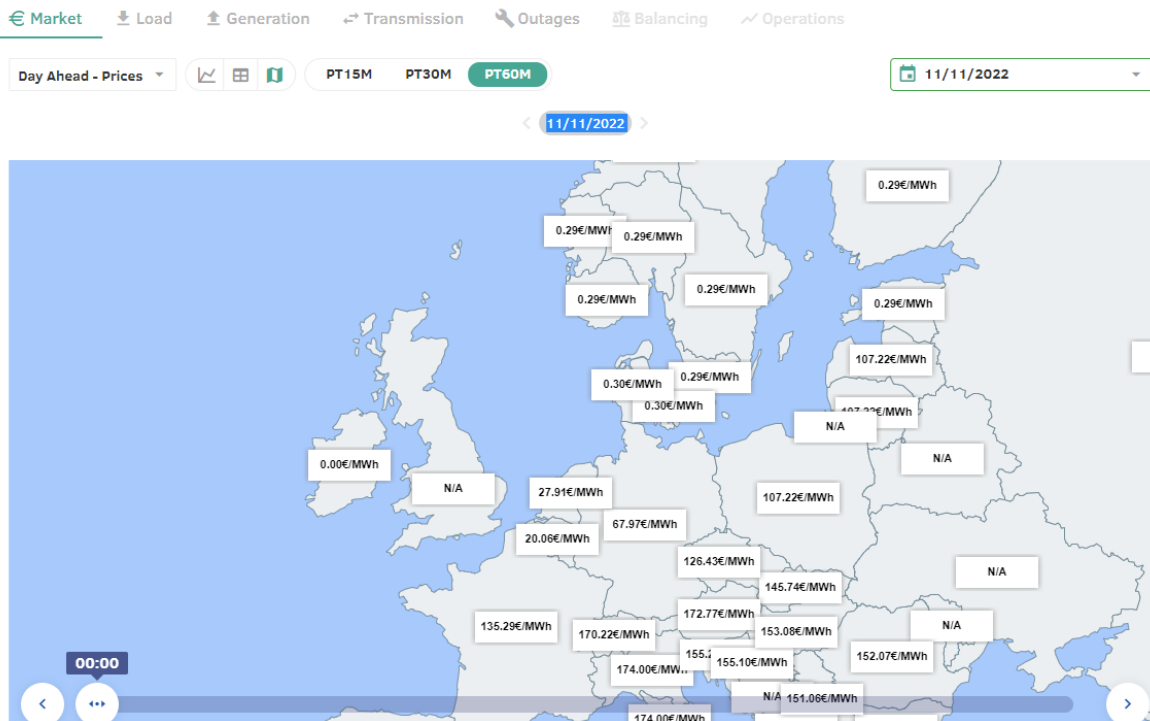 € Market Load Generation Transmission Outages Balancing Operations
Day Ahead - Prices PT15M PT30M PT60M 11/11/2022
11/11/2022
0.29€/MWh
0.29€/MWh
0.29€/MWh
0.29€/MWh
0.29€/MWh
0.29€/MWh
107.22€/MWh
0.29€/MWh
0.30€/MWh
0.30€/MWh
N/A
N/A
0.00€/MWh
N/A
27.91€/MWh
107.22€/MWh
67.97€/MWh
20.06€/MWh
126.43€/MWh
N/A
145.74€/MWh
172.77€/MWh
135.29€/MWh
170.22€/MWh
153.08€/MWh
N/A
155.10€/MWh
152.07€/MWh
00:00
174.00€/MWh
N/A
151.06€/MWh
174.00€/MWh